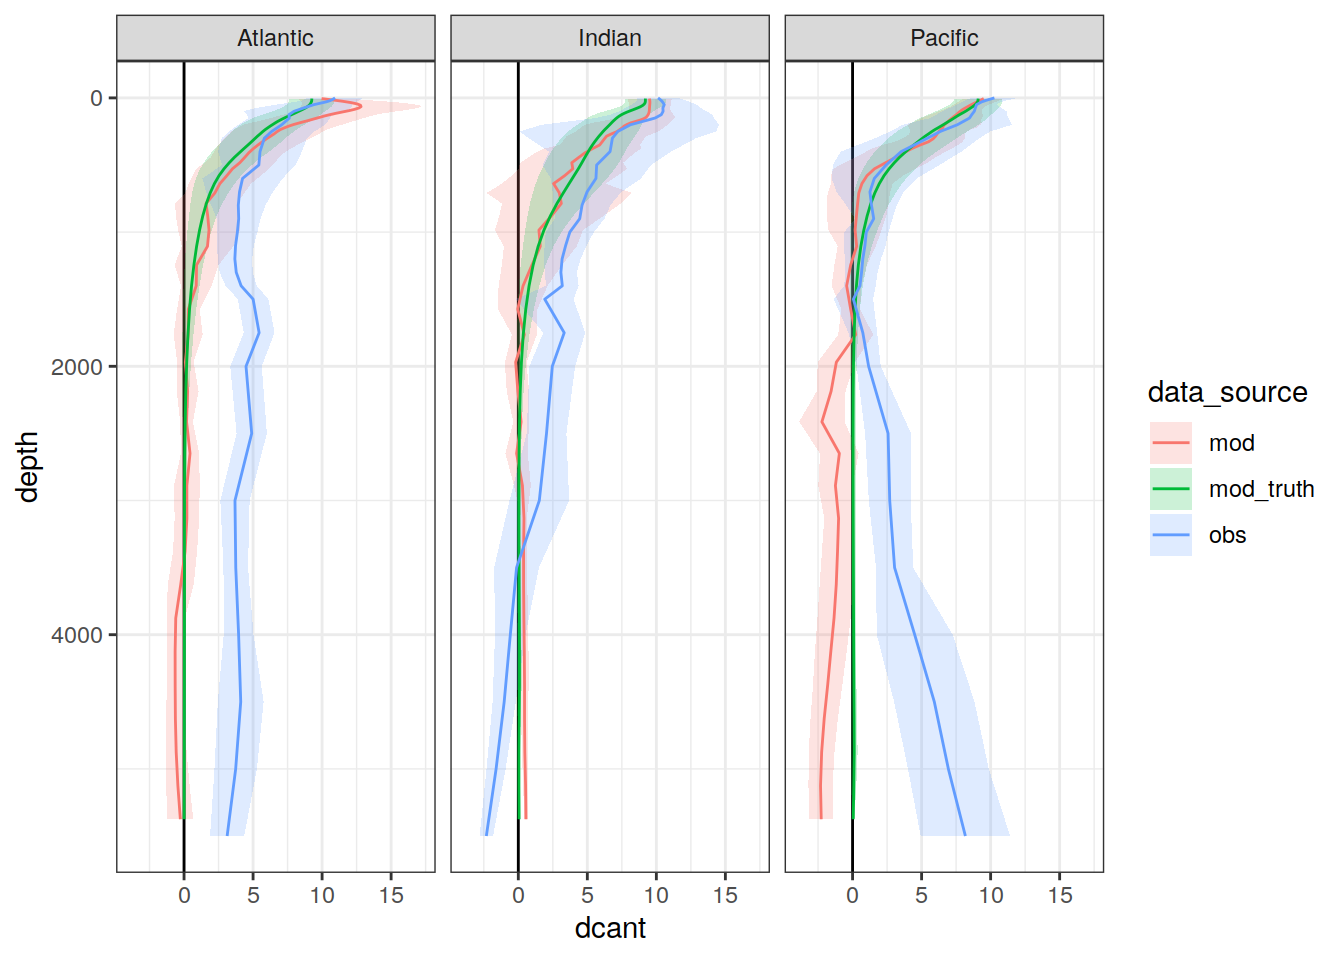 Atlantic Indian Pacific
0
2000
4000
depth
0 5 10 15 0 5 10 15 0 5 10 15
dcant
data_source
mod
mod_truth
obs